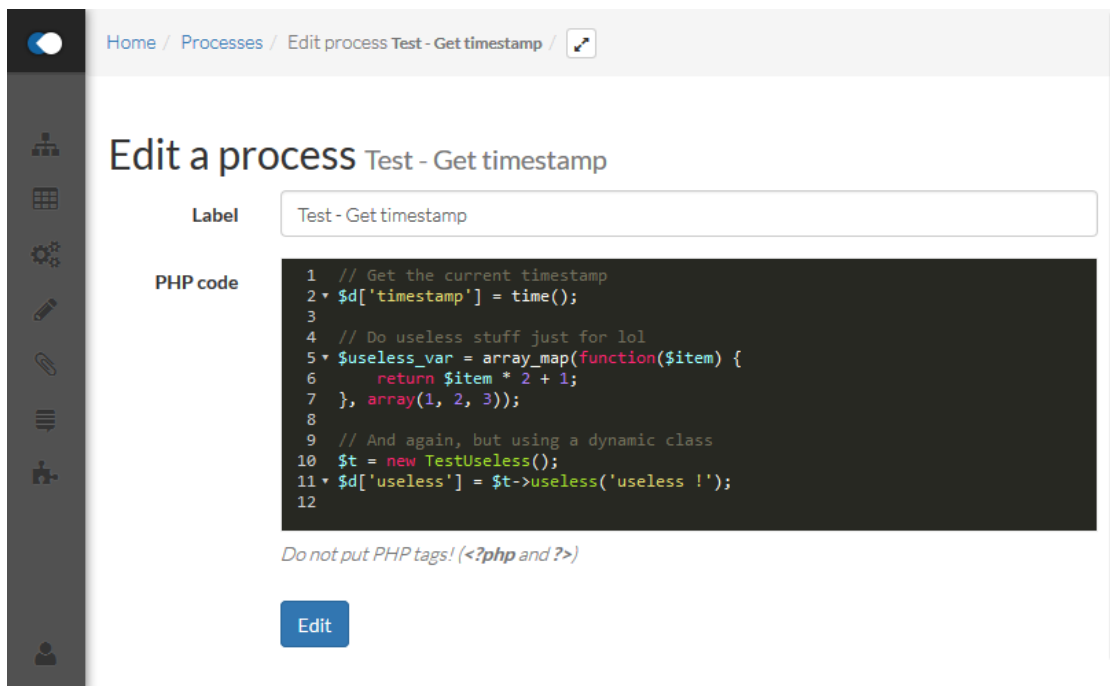 Home / Processes / Edit process Test - Get timestamp /
Edit a process Test - Get timestamp
Label
Test - Get timestamp
PHP code
1 // Get the current timestamp
2 $d['timestamp'] = time();
3
4 // Do useless stuff just for lol
5 $useless_var = array_map(function($item) {
6     return $item * 2 + 1;
7 }, array(1, 2, 3));
8
9 // And again, but using a dynamic class
10 $t = new TestUseless();
11 $d['useless'] = $t->useless('useless !');
12
Do not put PHP tags! (<?php and ?>)
Edit